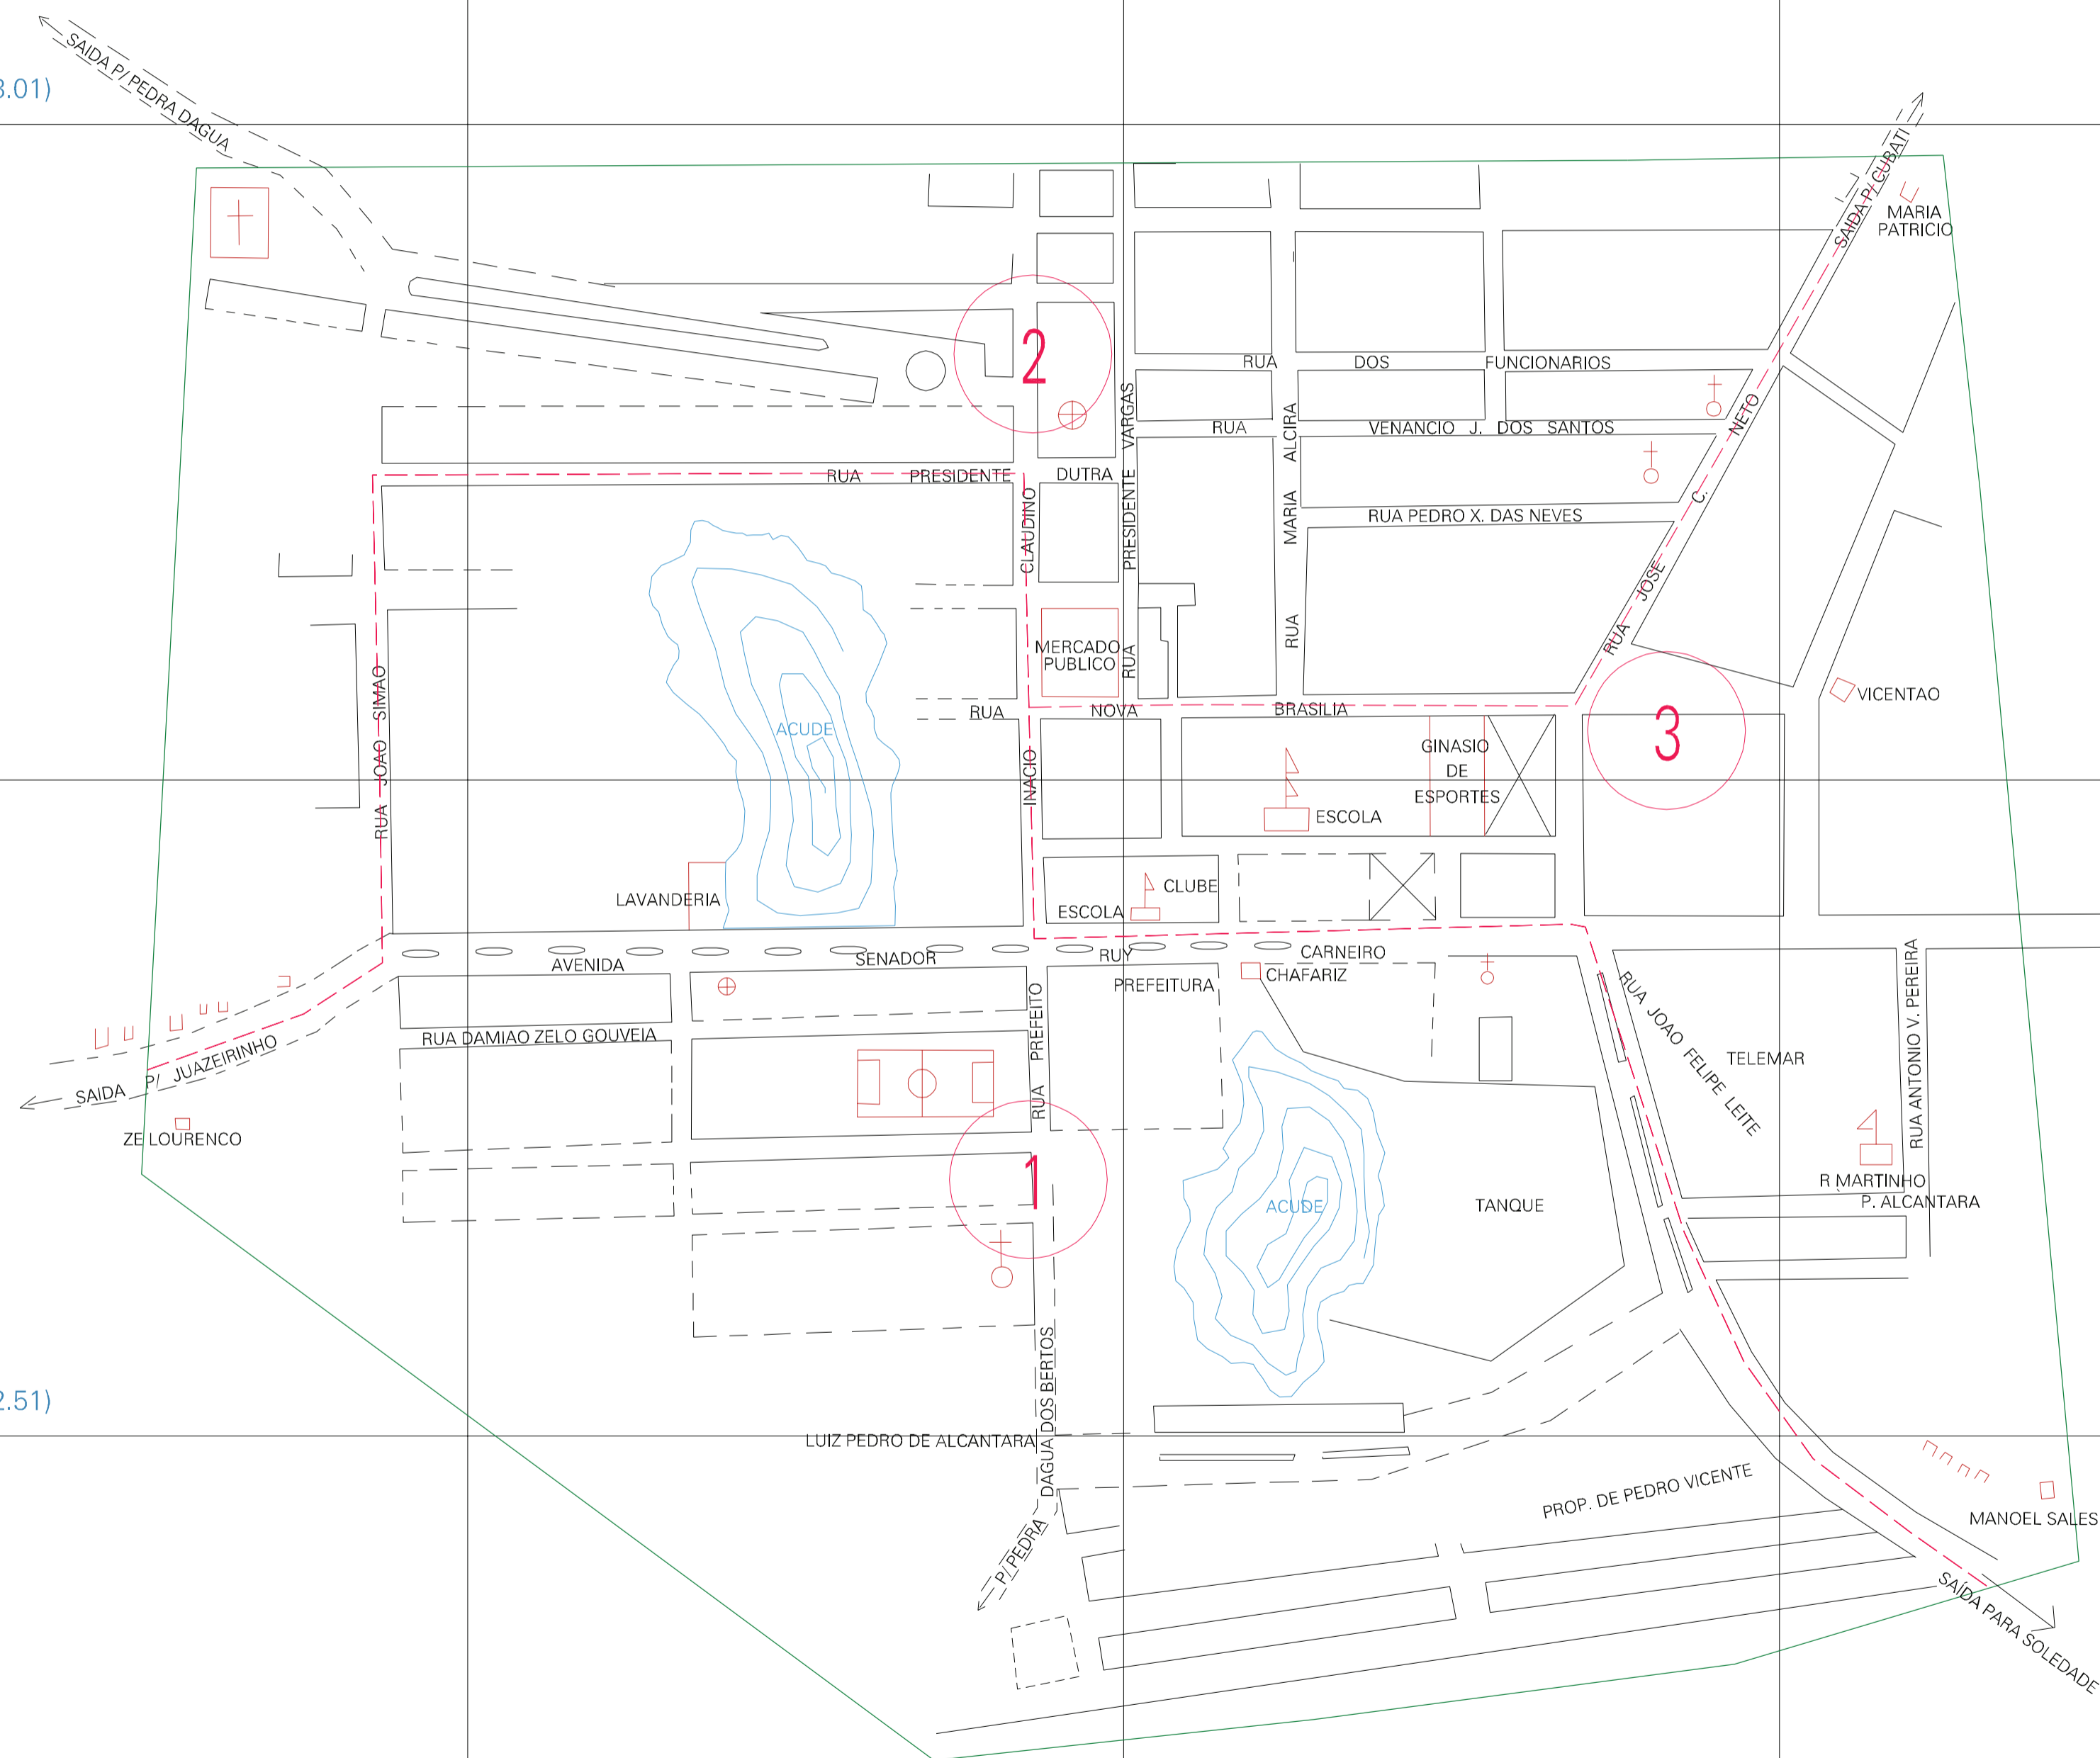 SAIDA P/ PEDRA DAGUA
3.01)
SAIDA P/ CUBATI
MARIA
PATRICIO
2
RUA DOS FUNCIONARIOS
RUA VENANCIO J. DOS SANTOS
RUA PRESIDENTE DUTRA
RUA PEDRO X. DAS NEVES
RUA PRESIDENTE VARGAS
RUA MARIA ALCIRA
RUA JOSE C. NETO
RUA PREFEITO INACIO CLAUDINO
MERCADO
PUBLICO
RUA JOAO SIMAO
ACUDE
RUA NOVA BRASILIA
3
VICENTAO
GINASIO
DE
ESPORTES
ESCOLA
LAVANDERIA
CLUBE
ESCOLA
AVENIDA SENADOR RUY CARNEIRO
PREFEITURA
CHAFARIZ
RUA JOAO FELIPE LEITE
RUA ANTONIO V. PEREIRA
TELEMAR
RUA DAMIAO ZELO GOUVEIA
SAIDA P/ JUAZEIRINHO
ZE LOURENCO
1
R MARTINHO
P. ALCANTARA
ACUDE
TANQUE
2.51)
LUIZ PEDRO DE ALCANTARA
P/ PEDRA DAGUA DOS BERTOS
PROP. DE PEDRO VICENTE
MANOEL SALES
SAÍDA PARA SOLEDADE